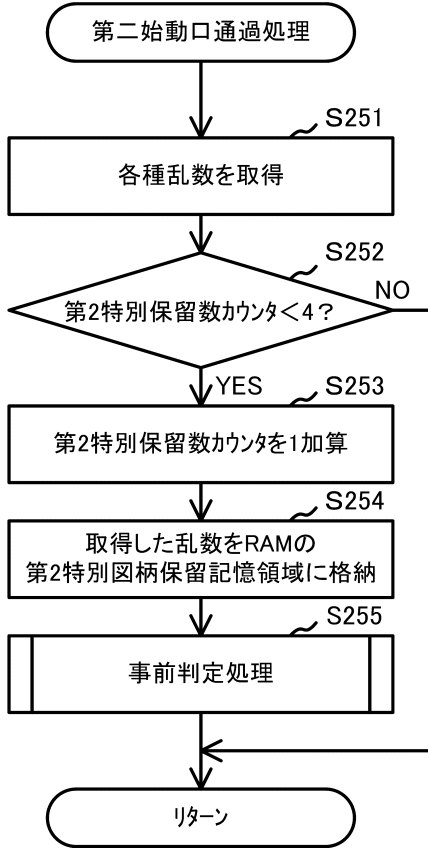 第二始動口通過処理
S251
各種乱数を取得
S252
第2特別保留数カウンタ<4?
NO
YES
S253
第2特別保留数カウンタを1加算
S254
取得した乱数をRAMの
第2特別図柄保留記憶領域に格納
S255
事前判定処理
リターン